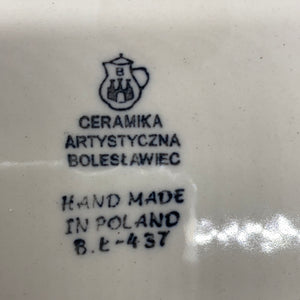 B
CERAMIKA
ARTYSTYCZNA
BOLESŁAWIEC
HAND MADE
IN POLAND
B.Ł-437